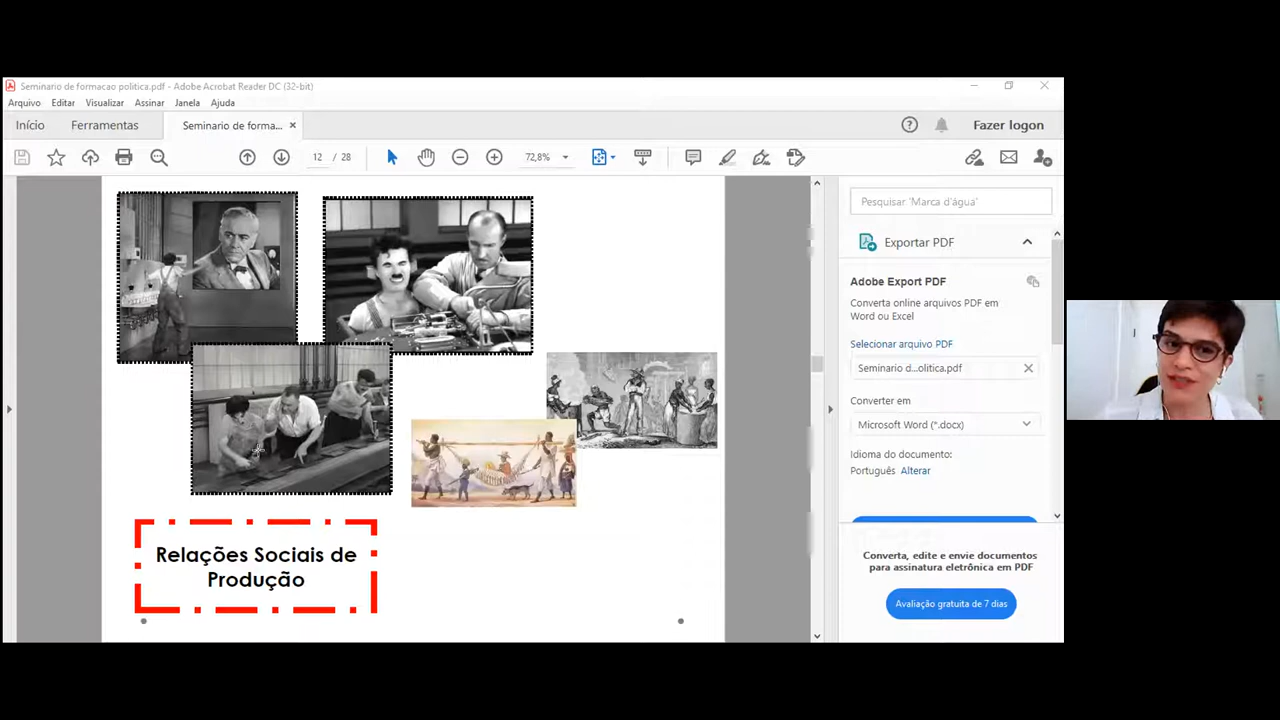 Seminario de formacao politica.pdf - Adobe Acrobat Reader DC (32-bit)
Arquivo Editar Visualizar Assinar Janela Ajuda
Início Ferramentas Seminario de forma... Fazer logon
12 / 28 72,8%
Pesquisar 'Marca d'água'
Exportar PDF
Adobe Export PDF
Converta online arquivos PDF em
Word ou Excel
Selecionar arquivo PDF
Seminario d...olitica.pdf
Converter em
Microsoft Word (*.docx)
Idioma do documento:
Português Alterar
Relações Sociais de
Produção
Converta, edite e envie documentos
para assinatura eletrônica em PDF
Avaliação gratuita de 7 dias